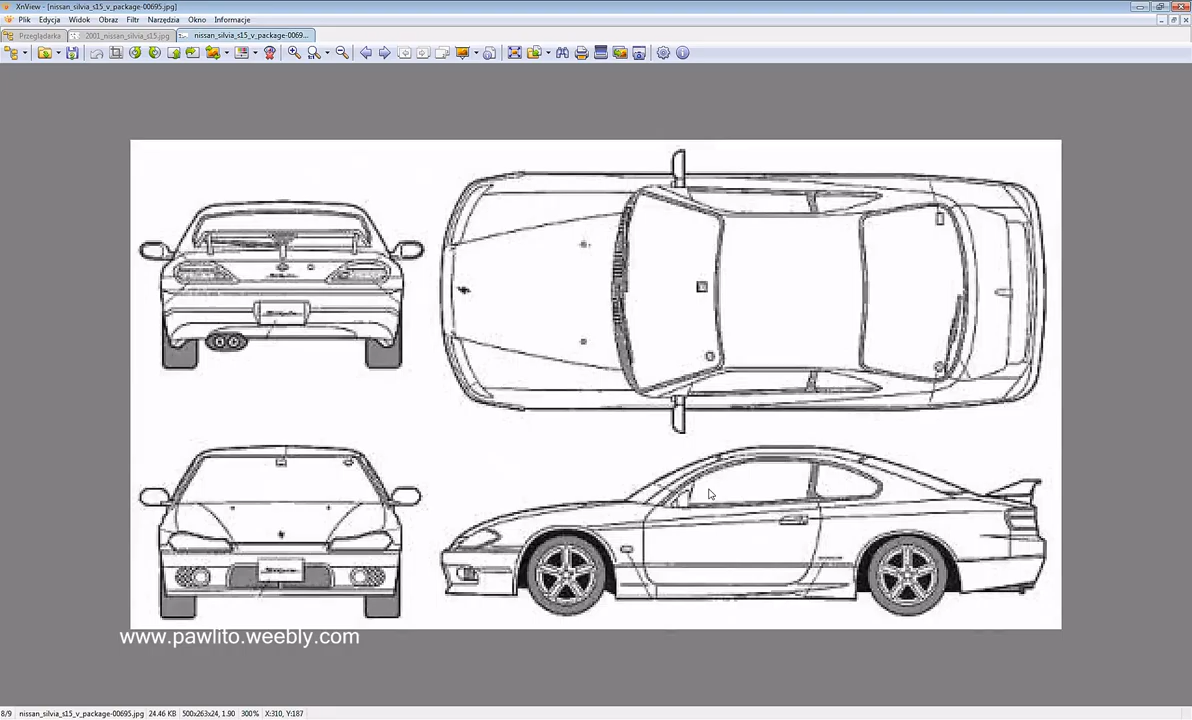 XnView - [nissan_silvia_s15_v_package-00695.jpg]
Plik Edycja Widok Obraz Filtr Narzędzia Okno Informacje
Przeglądarka 2001_nissan_silvia_s15.jpg nissan_silvia_s15_v_package-0069...
www.pawlito.weebly.com
8/9 nissan_silvia_s15_v_package-00695.jpg 24.46 KB 500x263x24, 1.90 300% X:310, Y:187